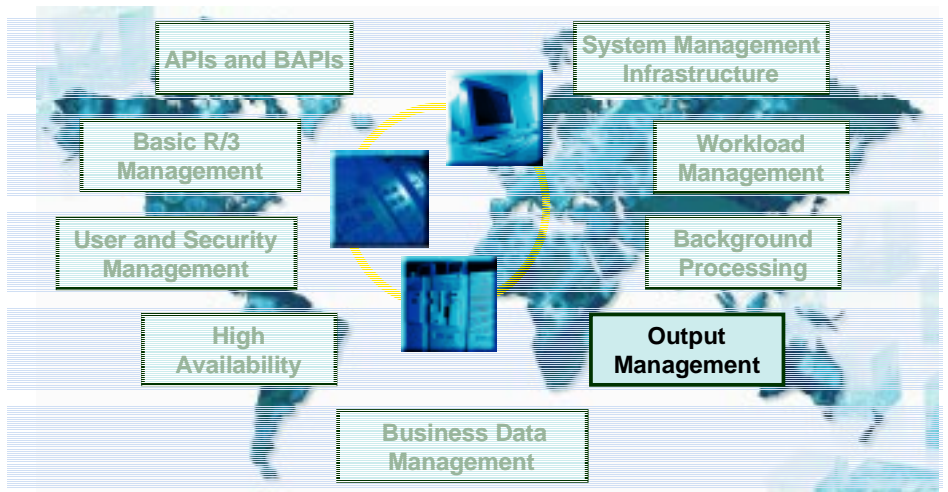 APIs and BAPIs
System Management
Infrastructure
Basic R/3
Management
Workload
Management
User and Security
Management
Background
Processing
High
Availability
Output
Management
Business Data
Management